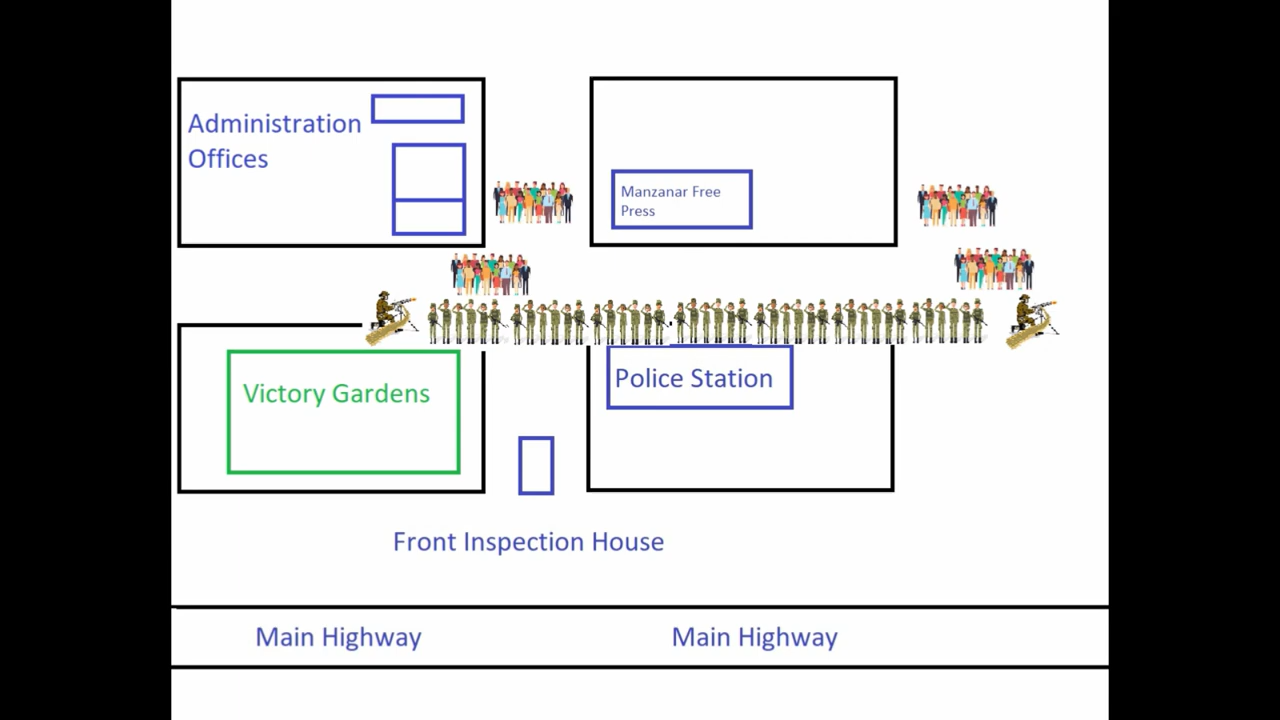 Administration
Offices
Manzanar Free
Press
Victory Gardens
Police Station
Front Inspection House
Main Highway
Main Highway